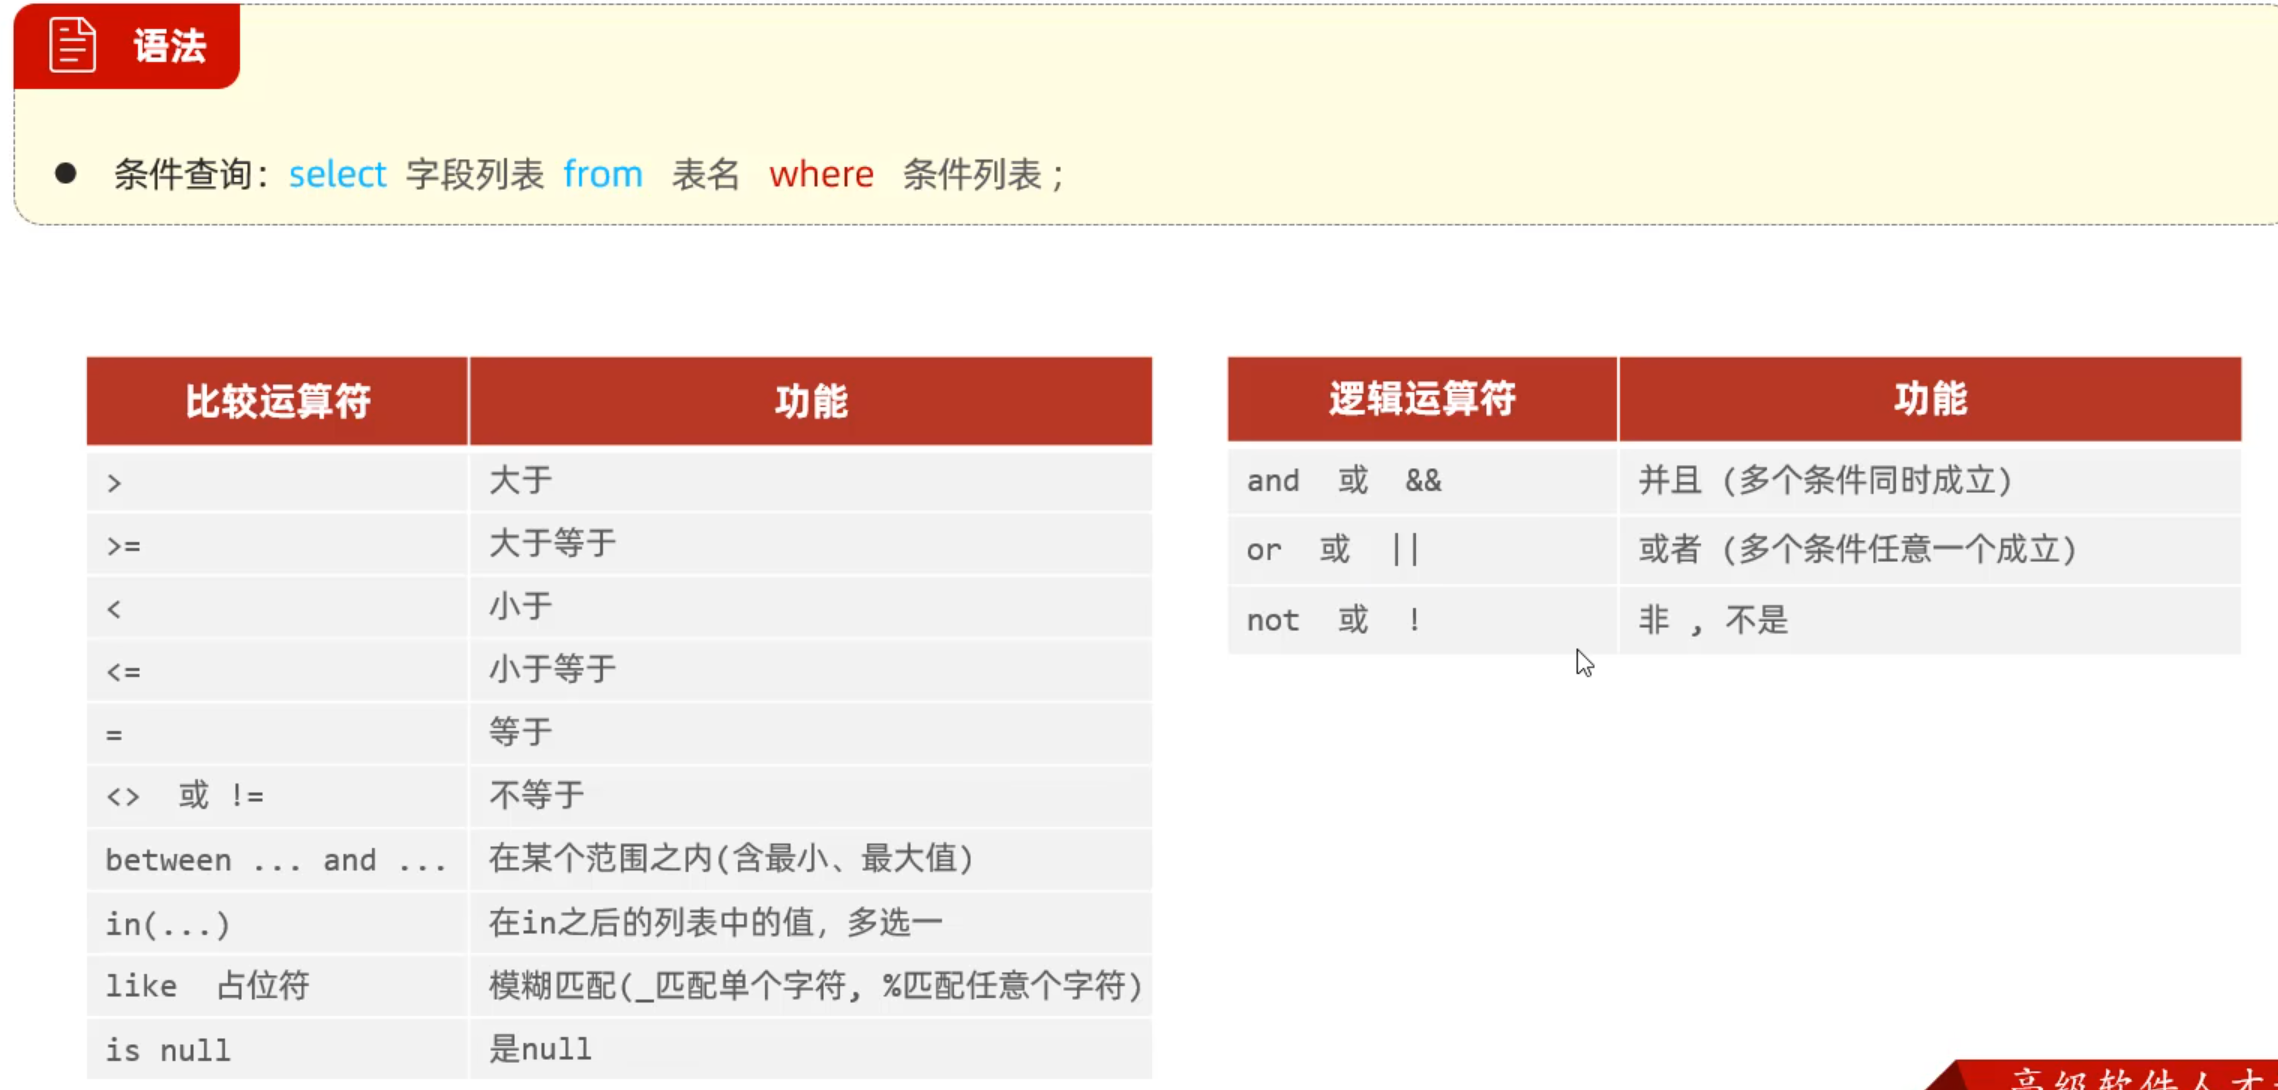 语法
● 条件查询：select 字段列表 from 表名 where 条件列表 ;
比较运算符 功能
> 大于
>= 大于等于
< 小于
<= 小于等于
= 等于
<> 或 != 不等于
between ... and ... 在某个范围之内(含最小、最大值)
in(...) 在in之后的列表中的值，多选一
like 占位符 模糊匹配(_匹配单个字符, %匹配任意个字符)
is null 是null
逻辑运算符 功能
and 或 && 并且 (多个条件同时成立)
or 或 || 或者 (多个条件任意一个成立)
not 或 ! 非 , 不是
高级软件人才